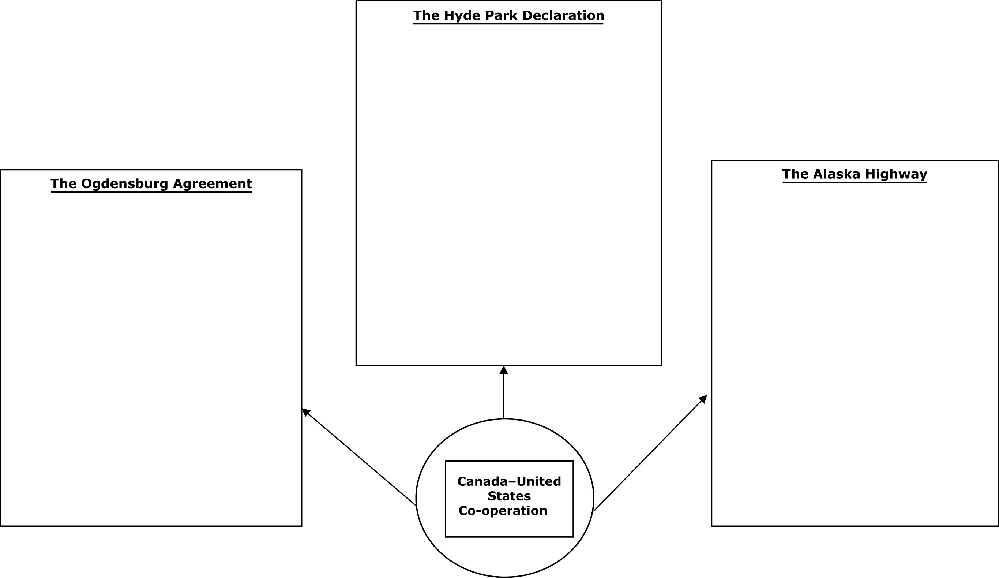 The Hyde Park Declaration
The Ogdensburg Agreement
The Alaska Highway
Canada–United
States
Co-operation